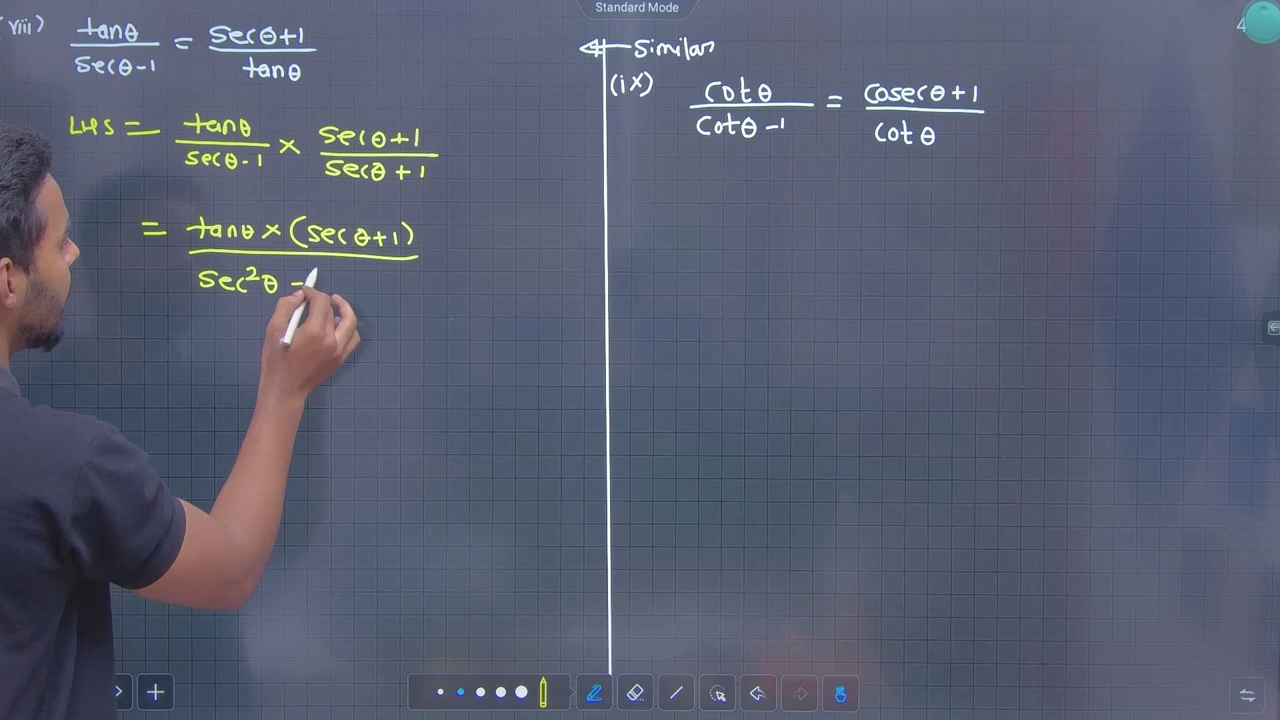 Standard Mode
4
(viii) tanθ / secθ-1 = secθ+1 / tanθ
LHS = tanθ / secθ-1 × secθ+1 / secθ+1
= tanθ × (secθ+1) / sec²θ -
Similar
(ix) cotθ / cotθ-1 = cosecθ+1 / cotθ